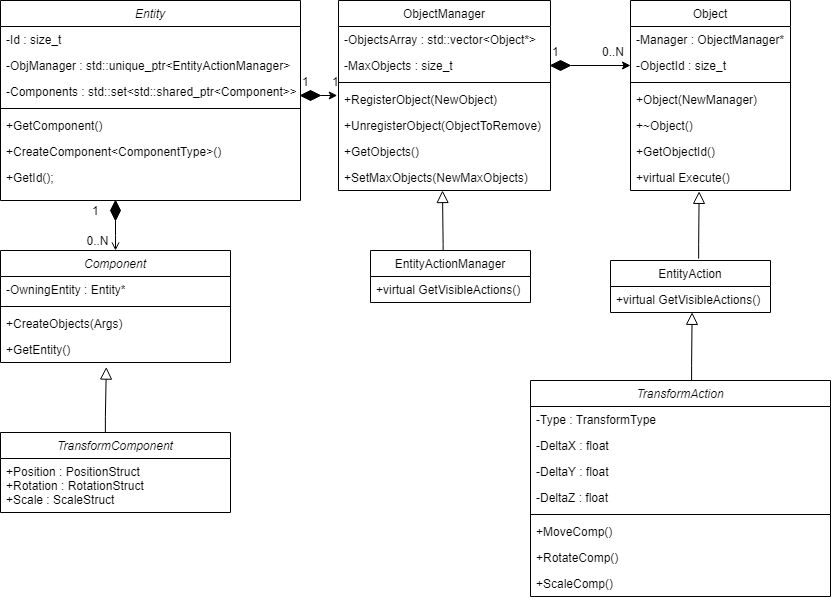 Entity
-Id : size_t
-ObjManager : std::unique_ptr<EntityActionManager>
-Components : std::set<std::shared_ptr<Component>>
+GetComponent()
+CreateComponent<ComponentType>()
+GetId();
1
1
ObjectManager
-ObjectsArray : std::vector<Object*>
-MaxObjects : size_t
+RegisterObject(NewObject)
+UnregisterObject(ObjectToRemove)
+GetObjects()
+SetMaxObjects(NewMaxObjects)
1
0..N
Object
-Manager : ObjectManager*
-ObjectId : size_t
+Object(NewManager)
+~Object()
+GetObjectId()
+virtual Execute()
1
0..N
Component
-OwningEntity : Entity*
+CreateObjects(Args)
+GetEntity()
EntityActionManager
+virtual GetVisibleActions()
EntityAction
+virtual GetVisibleActions()
TransformComponent
+Position : PositionStruct
+Rotation : RotationStruct
+Scale : ScaleStruct
TransformAction
-Type : TransformType
-DeltaX : float
-DeltaY : float
-DeltaZ : float
+MoveComp()
+RotateComp()
+ScaleComp()